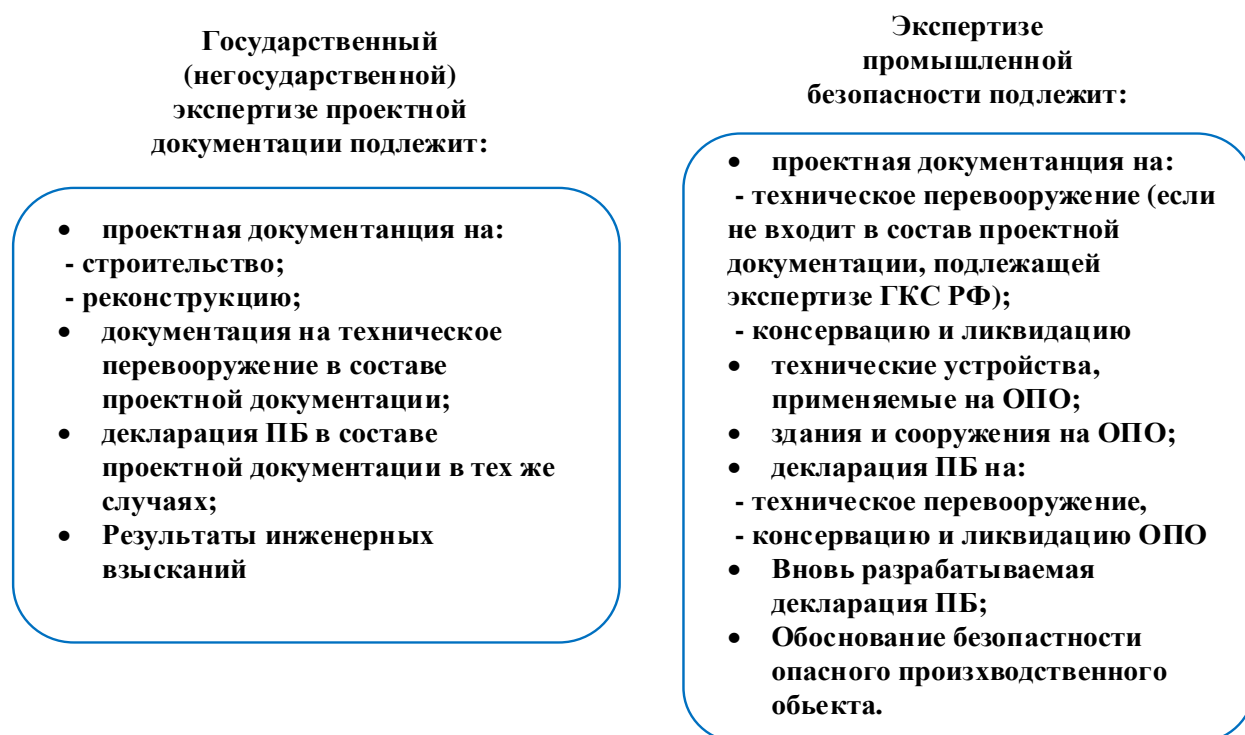 Государственный
(негосударственной)
экспертизе проектной
документации подлежит:
• проектная документанция на:
- строительство;
- реконструкцию;
• документация на техническое
перевооружение в составе
проектной документации;
• декларация ПБ в составе
проектной документации в тех же
случаях;
• Результаты инженерных
взысканий
Экспертизе
промышленной
безопасности подлежит:
• проектная документанция на:
- техническое перевооружение (если
не входит в состав проектной
документации, подлежащей
экспертизе ГКС РФ);
- консервацию и ликвидацию
• технические устройства,
применяемые на ОПО;
• здания и сооружения на ОПО;
• декларация ПБ на:
- техническое перевооружение,
- консервацию и ликвидацию ОПО
• Вновь разрабатываемая
декларация ПБ;
• Обоснование безопастности
опасного произхводственного
обьекта.